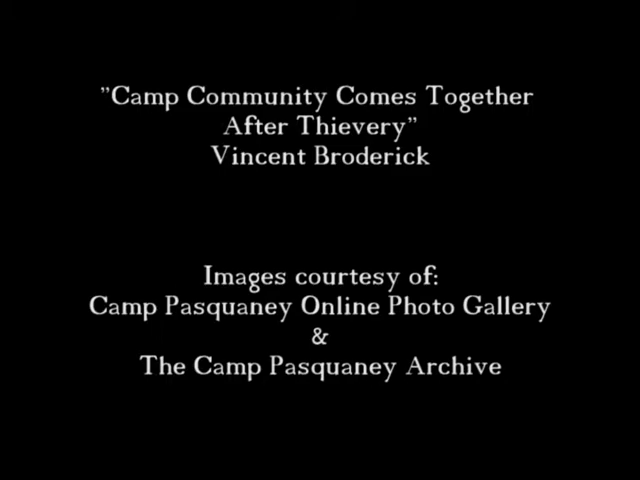 "Camp Community Comes Together
After Thievery"
Vincent Broderick
Images courtesy of:
Camp Pasquaney Online Photo Gallery
&
The Camp Pasquaney Archive